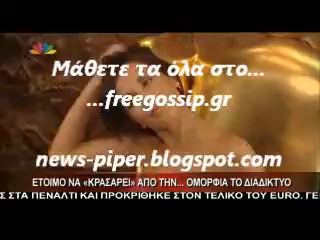 Μάθετε τα όλα στο...
...freegossip.gr
news-piper.blogspot.com
ΕΤΟΙΜΟ ΝΑ «ΚΡΑΣΑΡΕΙ» ΑΠΟ ΤΗΝ... ΟΜΟΡΦΙΑ ΤΟ ΔΙΑΔΙΚΤΥΟ
Σ ΣΤΑ ΠΕΝΑΛΤΙ ΚΑΙ ΠΡΟΚΡΙΘΗΚΕ ΣΤΟΝ ΤΕΛΙΚΟ ΤΟΥ EURO. ΓΕ